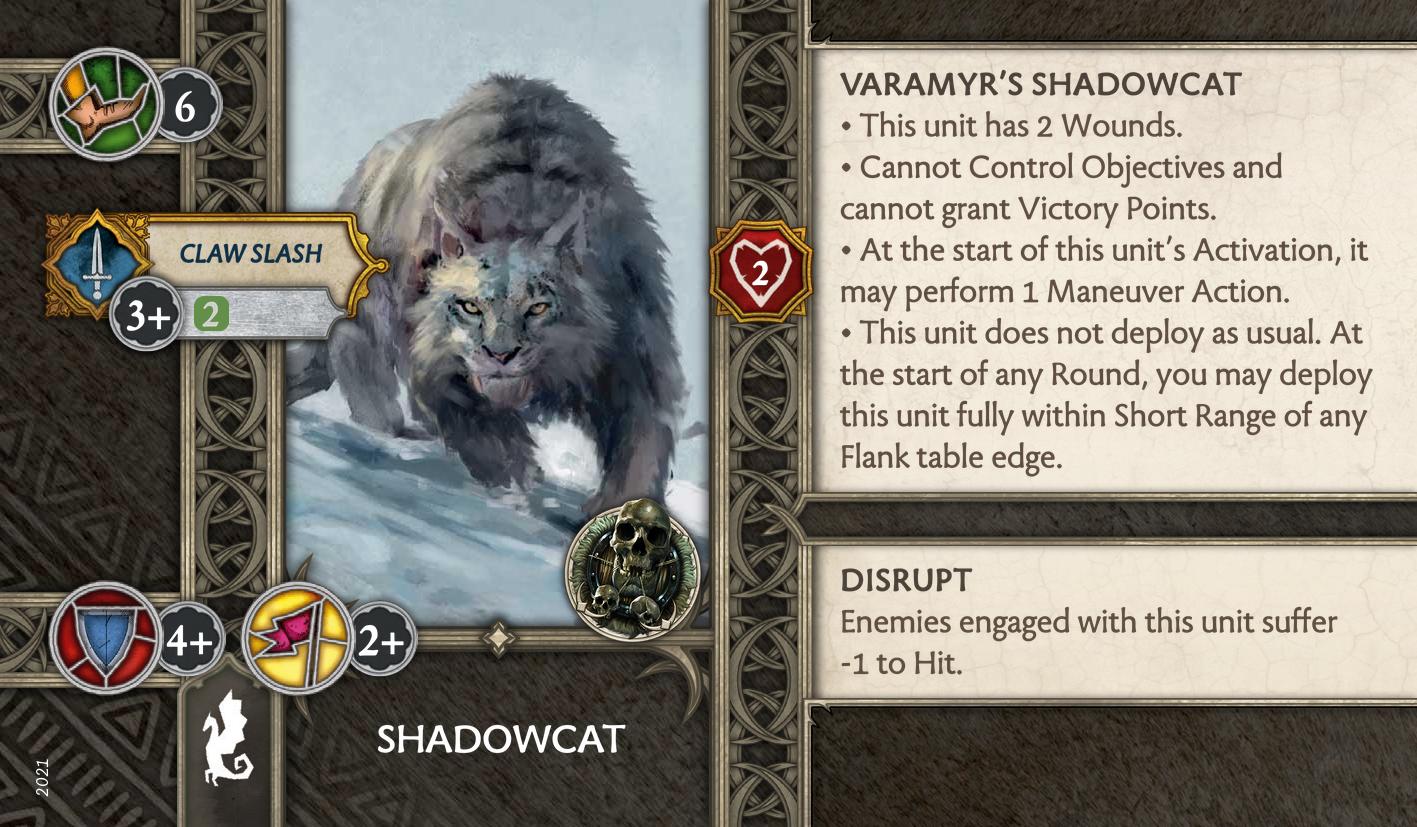 6
CLAW SLASH
3+ 2
4+ 2+
SHADOWCAT
2021
2
VARAMYR’S SHADOWCAT
• This unit has 2 Wounds.
• Cannot Control Objectives and
cannot grant Victory Points.
• At the start of this unit’s Activation, it
may perform 1 Maneuver Action.
• This unit does not deploy as usual. At
the start of any Round, you may deploy
this unit fully within Short Range of any
Flank table edge.
DISRUPT
Enemies engaged with this unit suffer
-1 to Hit.